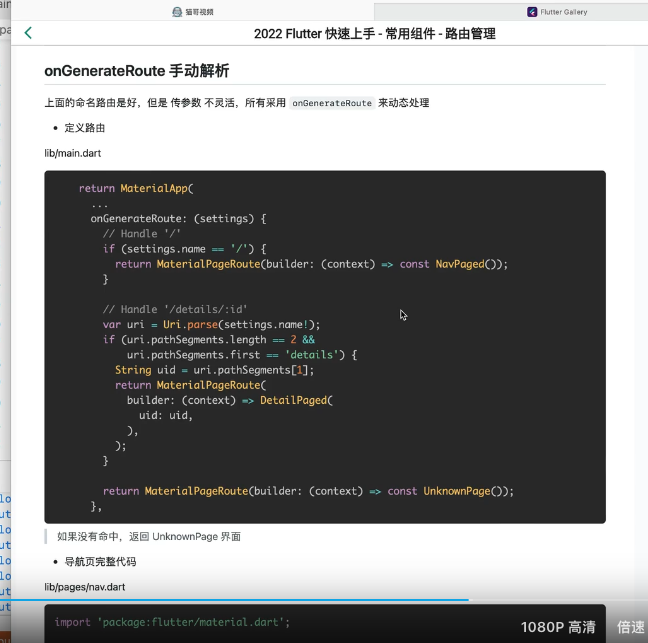 猫哥视频
Flutter Gallery
2022 Flutter 快速上手 - 常用组件 - 路由管理
onGenerateRoute 手动解析
上面的命名路由是好，但是 传参数 不灵活，所有采用 onGenerateRoute 来动态处理
• 定义路由
lib/main.dart
return MaterialApp(
...
onGenerateRoute: (settings) {
// Handle '/'
if (settings.name == '/') {
return MaterialPageRoute(builder: (context) => const NavPaged());
}
// Handle '/details/:id'
var uri = Uri.parse(settings.name!);
if (uri.pathSegments.length == 2 &&
uri.pathSegments.first == 'details') {
String uid = uri.pathSegments[1];
return MaterialPageRoute(
builder: (context) => DetailPaged(
uid: uid,
),
);
}
return MaterialPageRoute(builder: (context) => const UnknownPage());
},
如果没有命中，返回 UnknownPage 界面
• 导航页完整代码
lib/pages/nav.dart
import 'package:flutter/material.dart';
1080P 高清 倍速